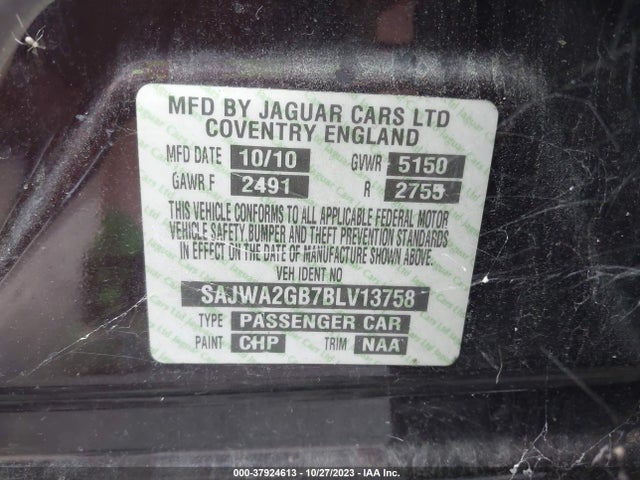 MFD BY JAGUAR CARS LTD
COVENTRY ENGLAND
MFD DATE 10/10 GVWR 5150
GAWR F 2491 R 2755
THIS VEHICLE CONFORMS TO ALL APPLICABLE FEDERAL MOTOR
VEHICLE SAFETY BUMPER AND THEFT PREVENTION STANDARDS
IN EFFECT ON THE DATE OF MANUFACTURE SHOWN ABOVE.
VEH IDENT NO
SAJWA2GB7BLV13758
TYPE PASSENGER CAR
PAINT CHP TRIM NAA
000-37924613 - 10/27/2023 - IAA Inc.